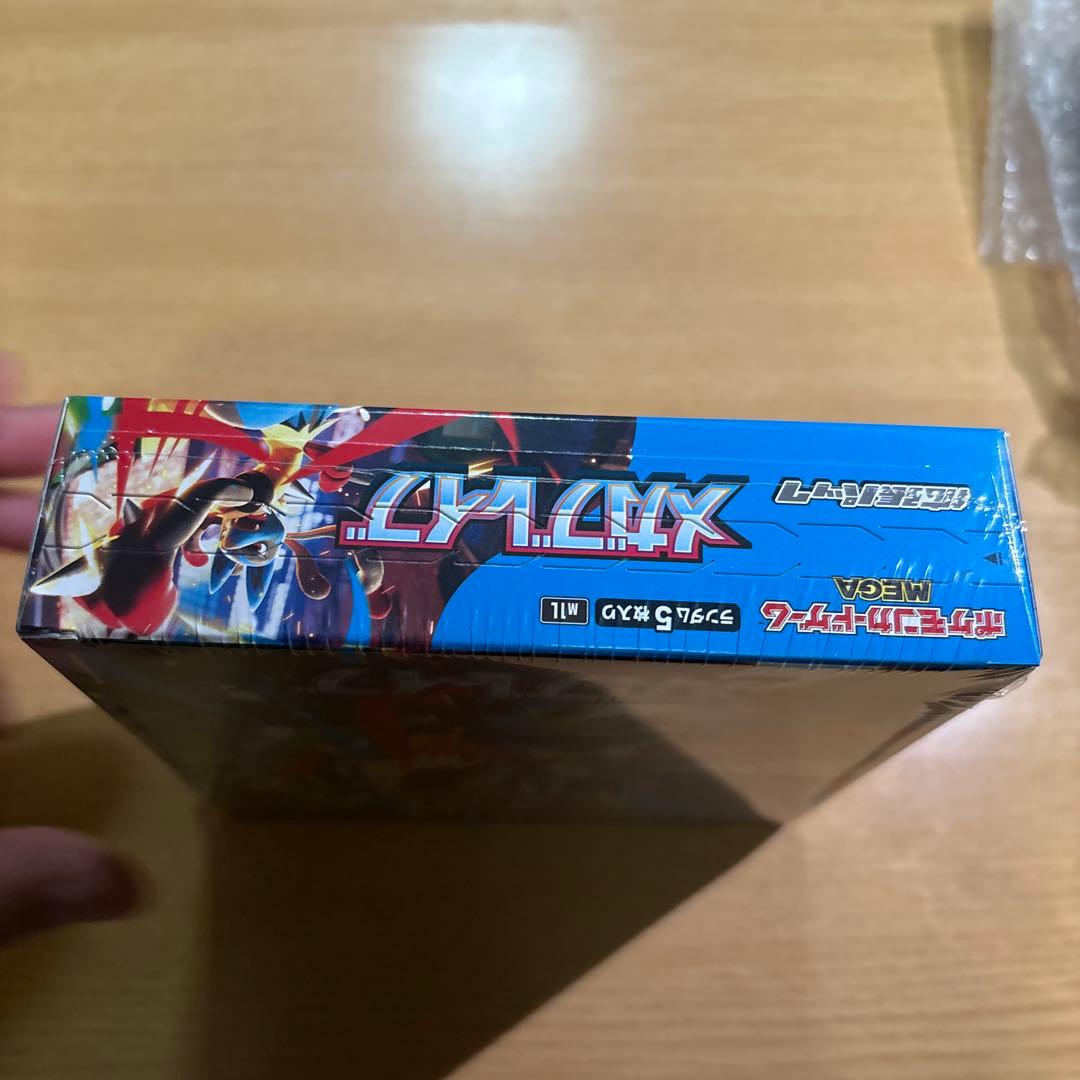 ポケモンカードゲーム
MEGA
拡張パック
メガブレイブ
ランダム5枚入り
M1L